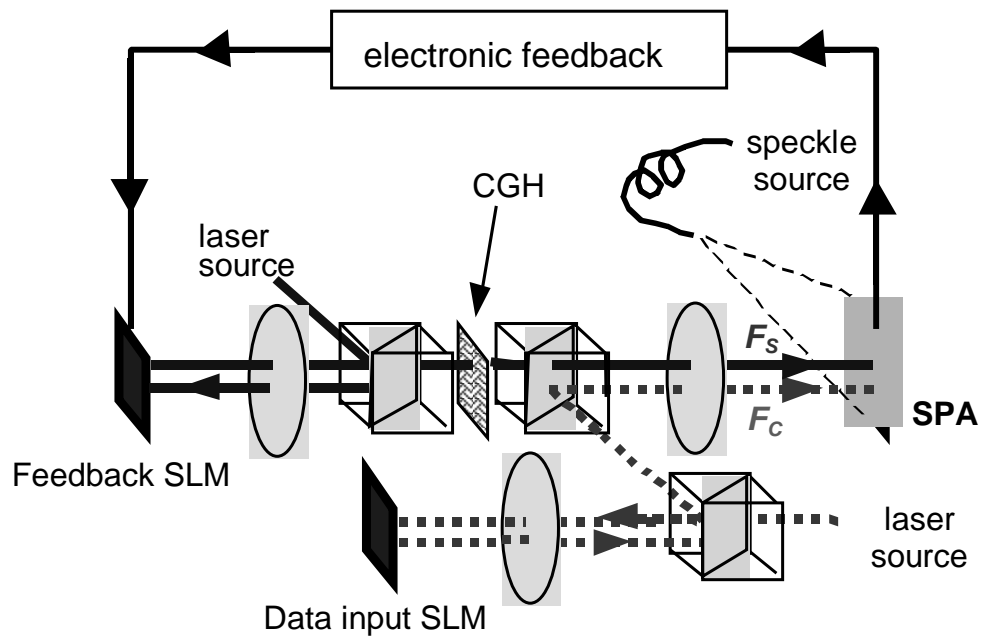 electronic feedback
speckle
source
CGH
laser
source
F_S
F_C
SPA
Feedback SLM
laser
source
Data input SLM